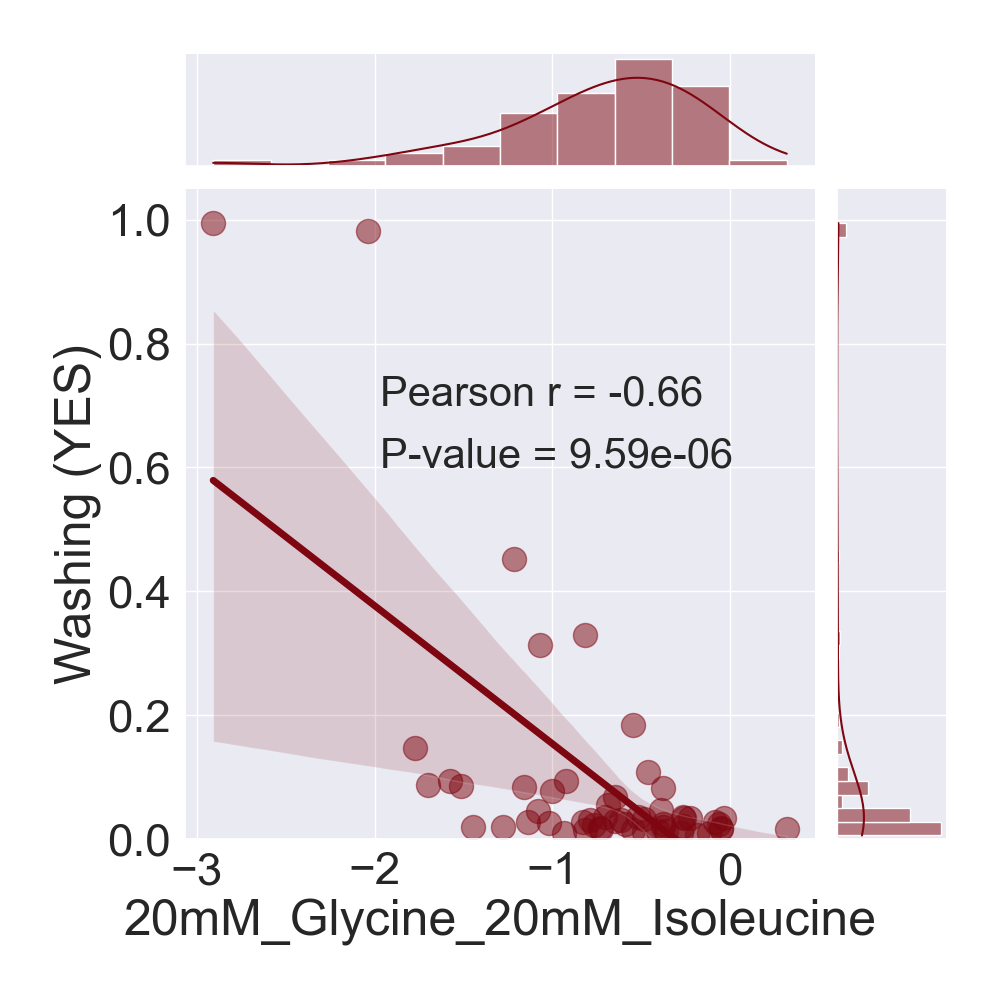 1.0
0.8
Pearson r = -0.66
P-value = 9.59e-06
0.6
0.4
0.2
0.0
Washing (YES)
−3 −2 −1 0
20mM_Glycine_20mM_Isoleucine